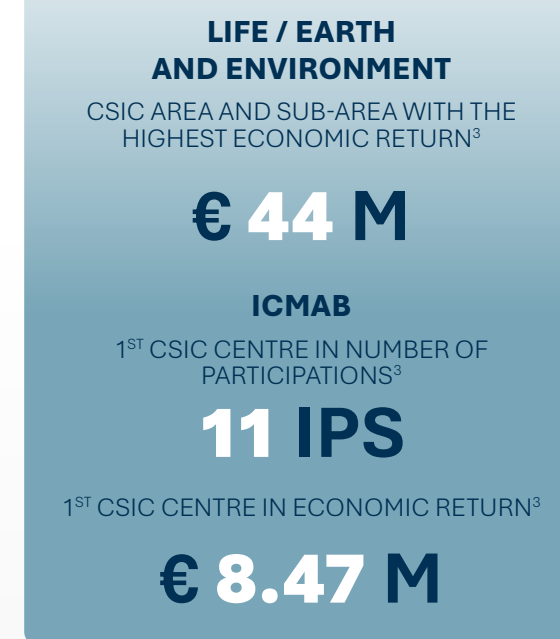 LIFE / EARTH
AND ENVIRONMENT
CSIC AREA AND SUB-AREA WITH THE
HIGHEST ECONOMIC RETURN³
€ 44 M
ICMAB
1ST CSIC CENTRE IN NUMBER OF
PARTICIPATIONS³
11 IPS
1ST CSIC CENTRE IN ECONOMIC RETURN³
€ 8.47 M